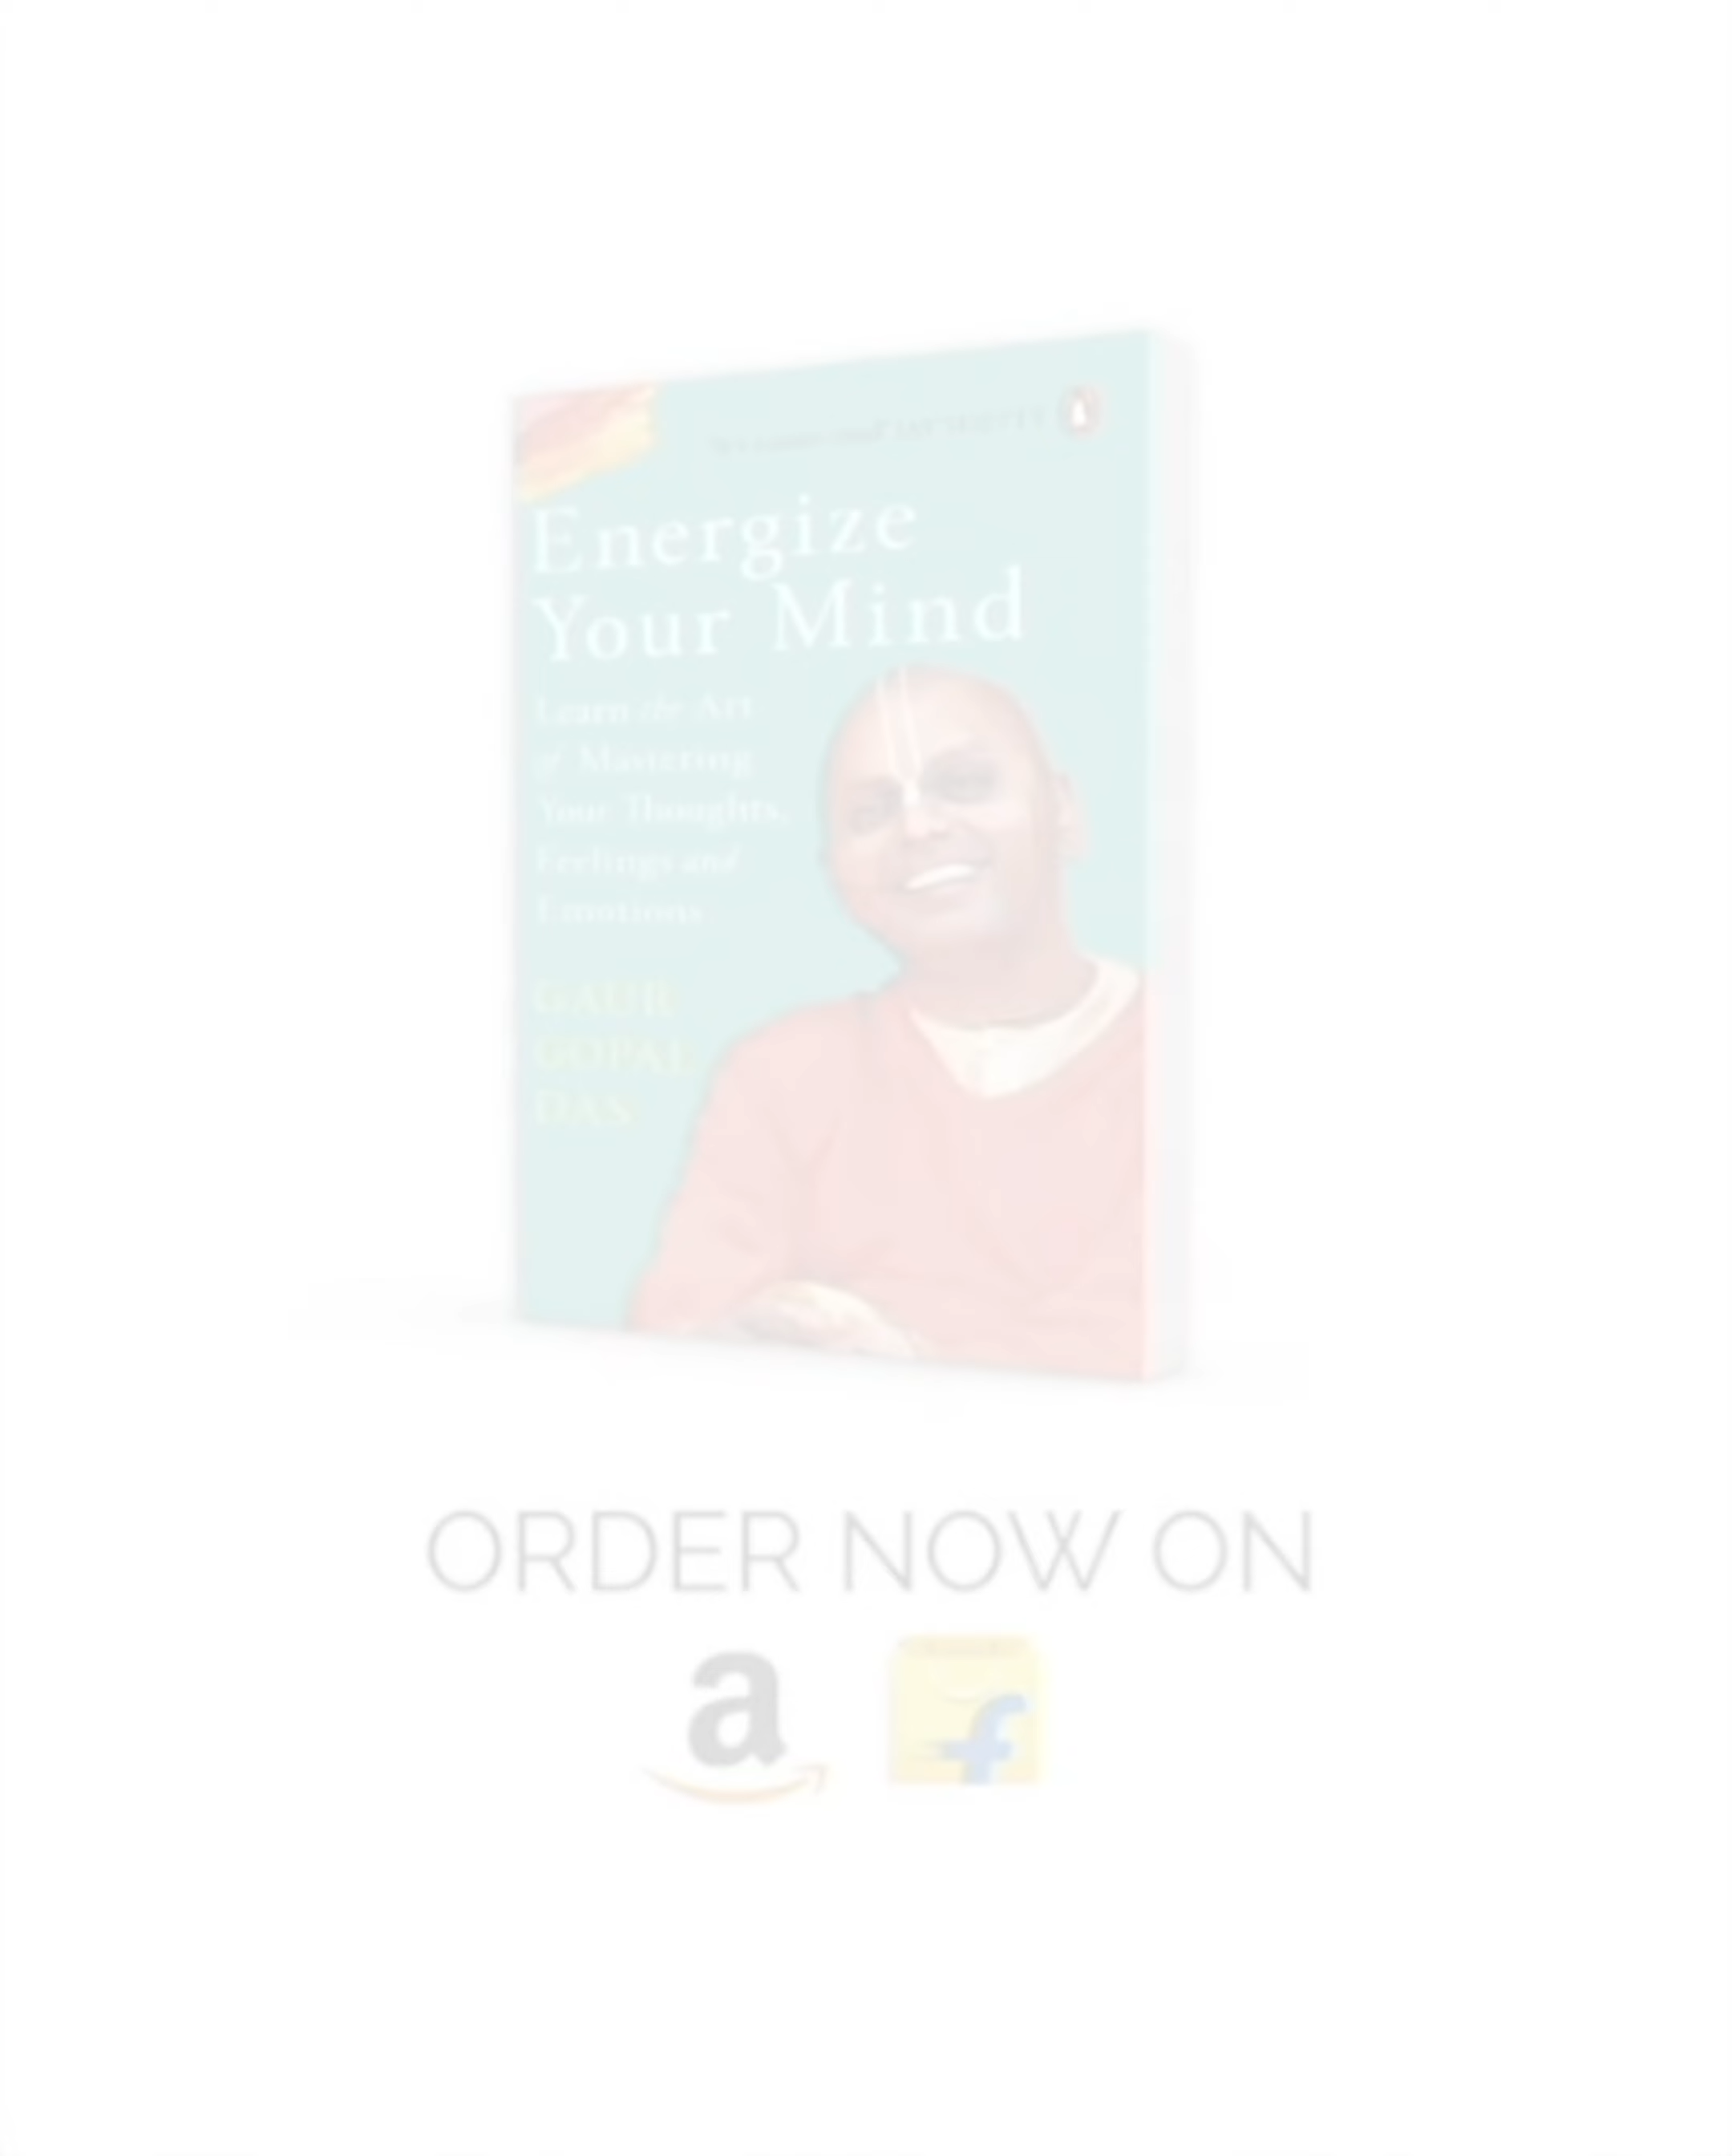 Energize
Your Mind
Learn the Art
of Mastering
Your Thoughts,
Feelings and
Emotions
GAUR
GOPAL
DAS
ORDER NOW ON
a
f